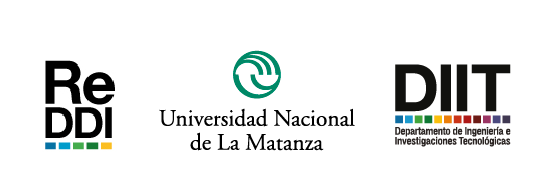 Re
DDI
Universidad Nacional
de La Matanza
DIIT
Departamento de Ingeniería e
Investigaciones Tecnológicas